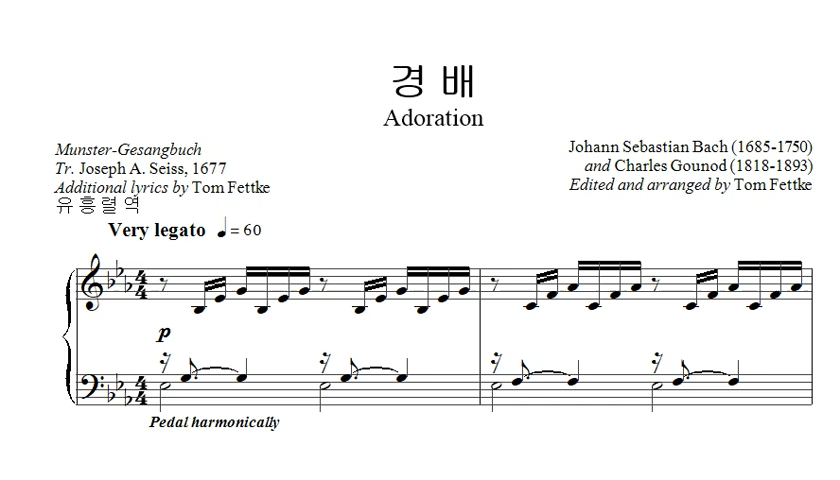 경 배
Adoration
Munster-Gesangbuch
Tr. Joseph A. Seiss, 1677
Additional lyrics by Tom Fettke
유 흥 렬 역
Johann Sebastian Bach (1685-1750)
and Charles Gounod (1818-1893)
Edited and arranged by Tom Fettke
Very legato ♩ = 60
p
Pedal harmonically